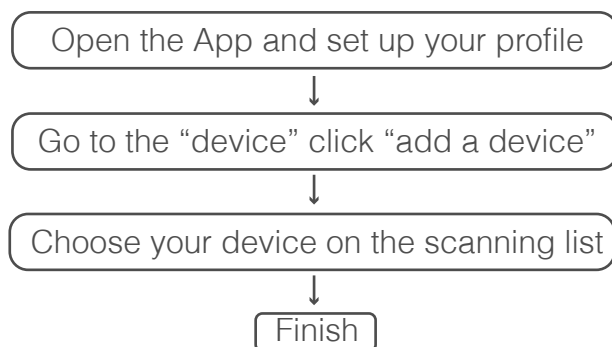 Open the App and set up your profile
Go to the “device” click “add a device”
Choose your device on the scanning list
Finish